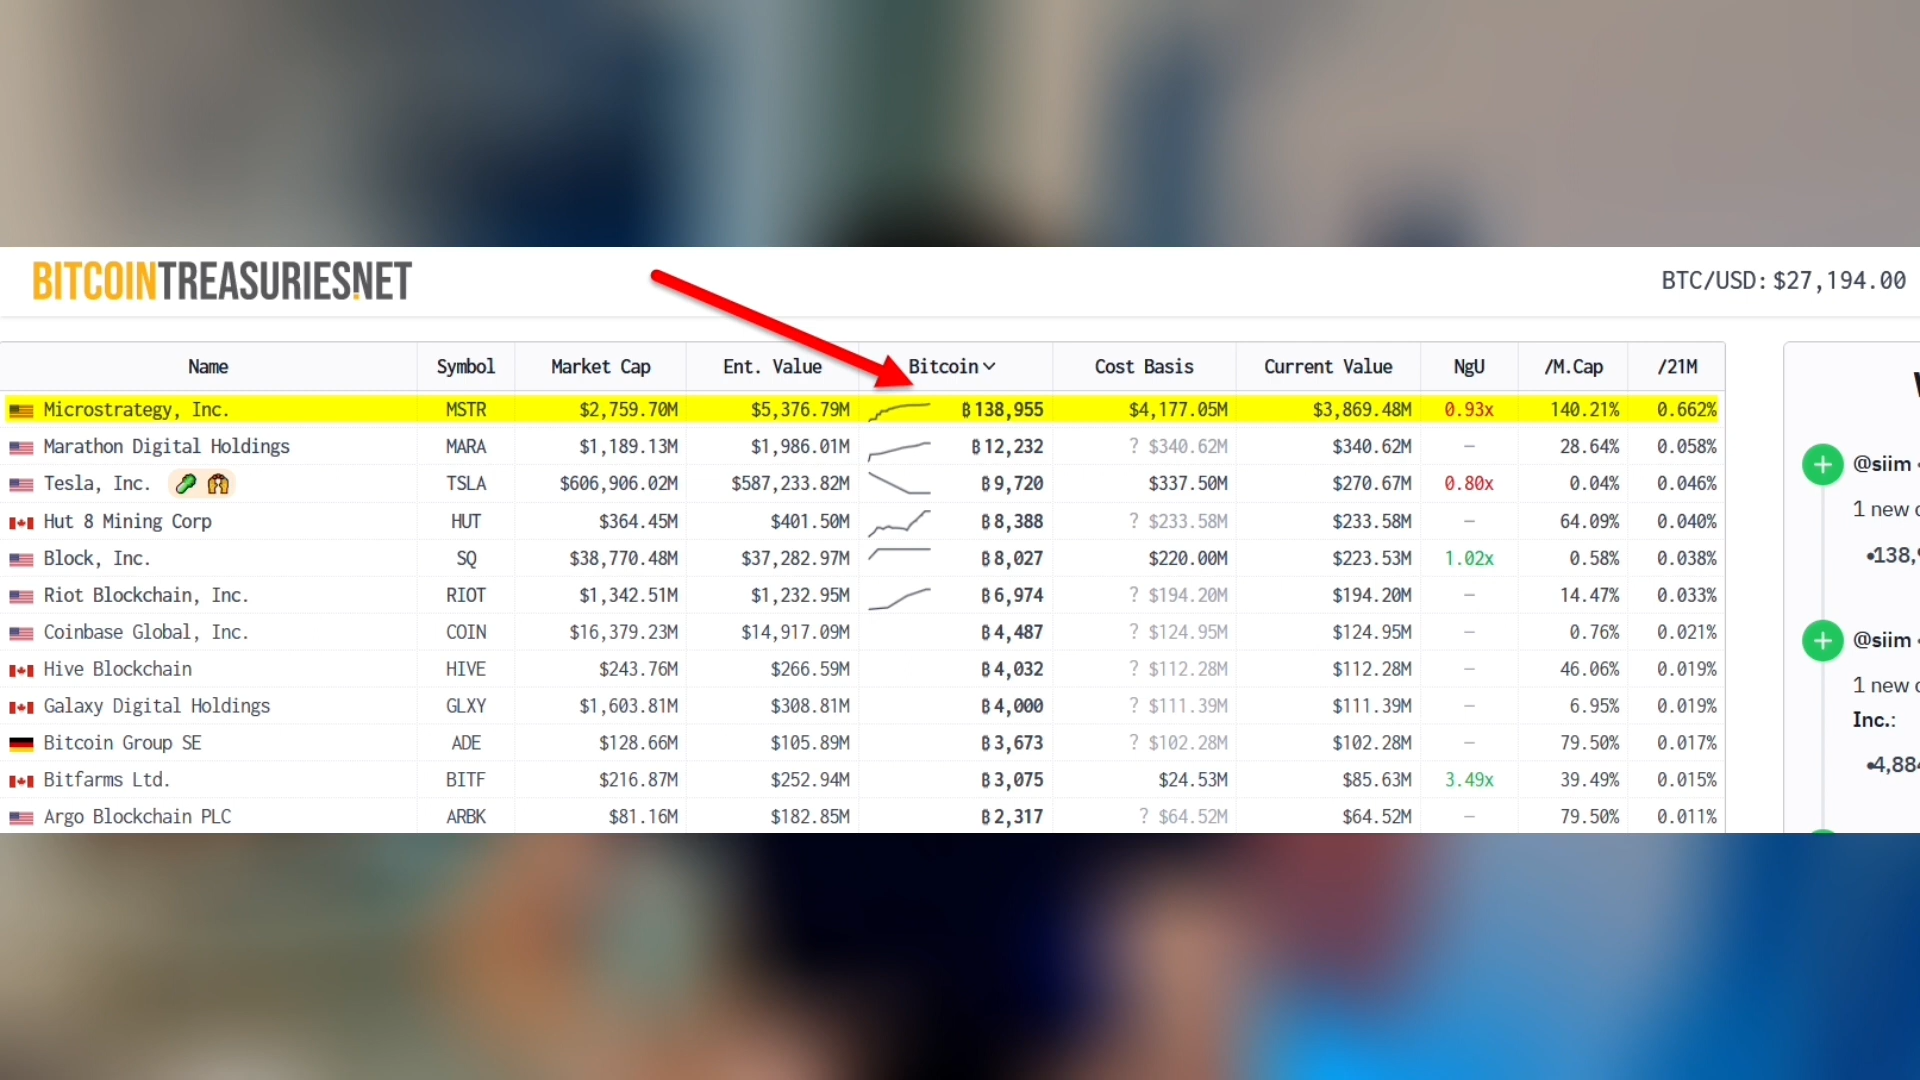 BITCOINTREASURIES.NET
BTC/USD: $27,194.00
Name Symbol Market Cap Ent. Value Bitcoin Cost Basis Current Value NgU /M.Cap /21M
Microstrategy, Inc. MSTR $2,759.70M $5,376.79M ฿138,955 $4,177.05M $3,869.48M 0.93x 140.21% 0.662%
Marathon Digital Holdings MARA $1,189.13M $1,986.01M ฿12,232 ? $340.62M $340.62M – 28.64% 0.058%
Tesla, Inc. TSLA $606,906.02M $587,233.82M ฿9,720 $337.50M $270.67M 0.80x 0.04% 0.046%
Hut 8 Mining Corp HUT $364.45M $401.50M ฿8,388 ? $233.58M $233.58M – 64.09% 0.040%
Block, Inc. SQ $38,770.48M $37,282.97M ฿8,027 $220.00M $223.53M 1.02x 0.58% 0.038%
Riot Blockchain, Inc. RIOT $1,342.51M $1,232.95M ฿6,974 ? $194.20M $194.20M – 14.47% 0.033%
Coinbase Global, Inc. COIN $16,379.23M $14,917.09M ฿4,487 ? $124.95M $124.95M – 0.76% 0.021%
Hive Blockchain HIVE $243.76M $266.59M ฿4,032 ? $112.28M $112.28M – 46.06% 0.019%
Galaxy Digital Holdings GLXY $1,603.81M $308.81M ฿4,000 ? $111.39M $111.39M – 6.95% 0.019%
Bitcoin Group SE ADE $128.66M $105.89M ฿3,673 ? $102.28M $102.28M – 79.50% 0.017%
Bitfarms Ltd. BITF $216.87M $252.94M ฿3,075 $24.53M $85.63M 3.49x 39.49% 0.015%
Argo Blockchain PLC ARBK $81.16M $182.85M ฿2,317 ? $64.52M $64.52M – 79.50% 0.011%
@siim
1 new
•138,
@siim
1 new
Inc.:
•4,884